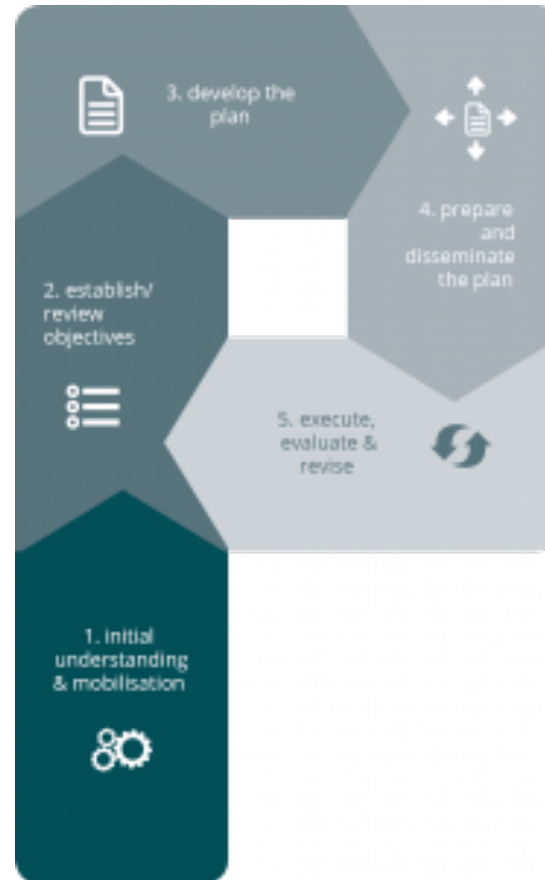 3. develop the
plan
4. prepare
and
disseminate
the plan
2. establish/
review
objectives
5. execute,
evaluate &
revise
1. initial
understanding
& mobilisation